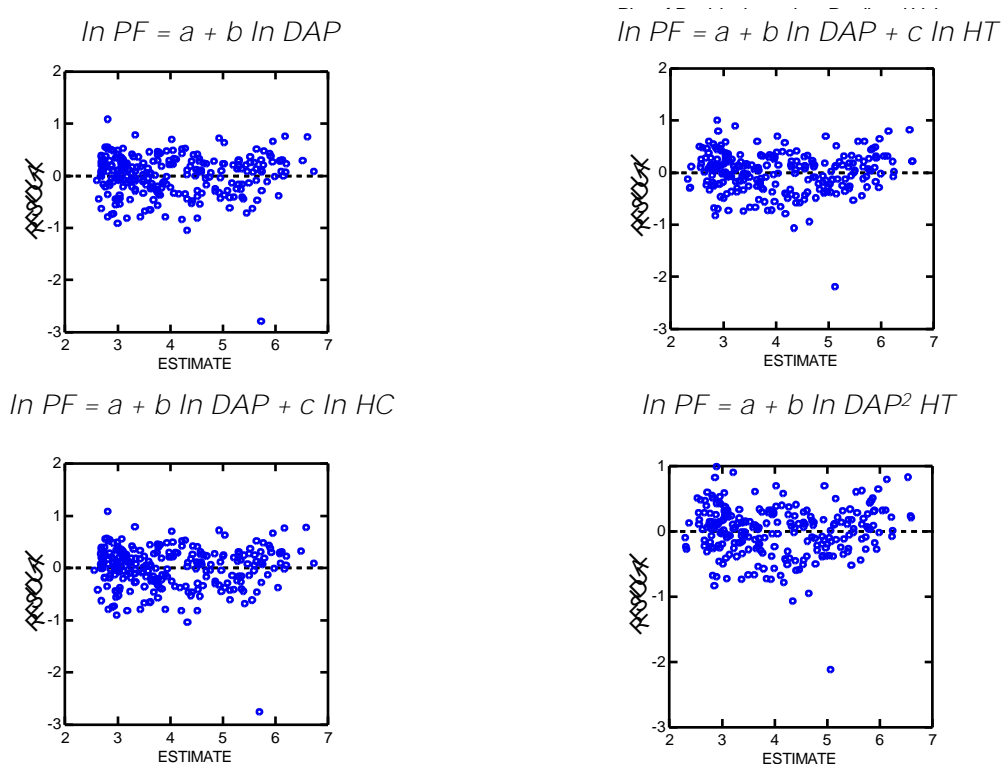 ln PF = a + b ln DAP
ln PF = a + b ln DAP + c ln HT
2
1
0
-1
-2
-3
2 3 4 5 6 7
ESTIMATE
2
1
0
-1
-2
-3
2 3 4 5 6 7
ESTIMATE
ln PF = a + b ln DAP + c ln HC
ln PF = a + b ln DAP² HT
2
1
0
-1
-2
-3
2 3 4 5 6 7
ESTIMATE
1
0
-1
-2
-3
2 3 4 5 6 7
ESTIMATE